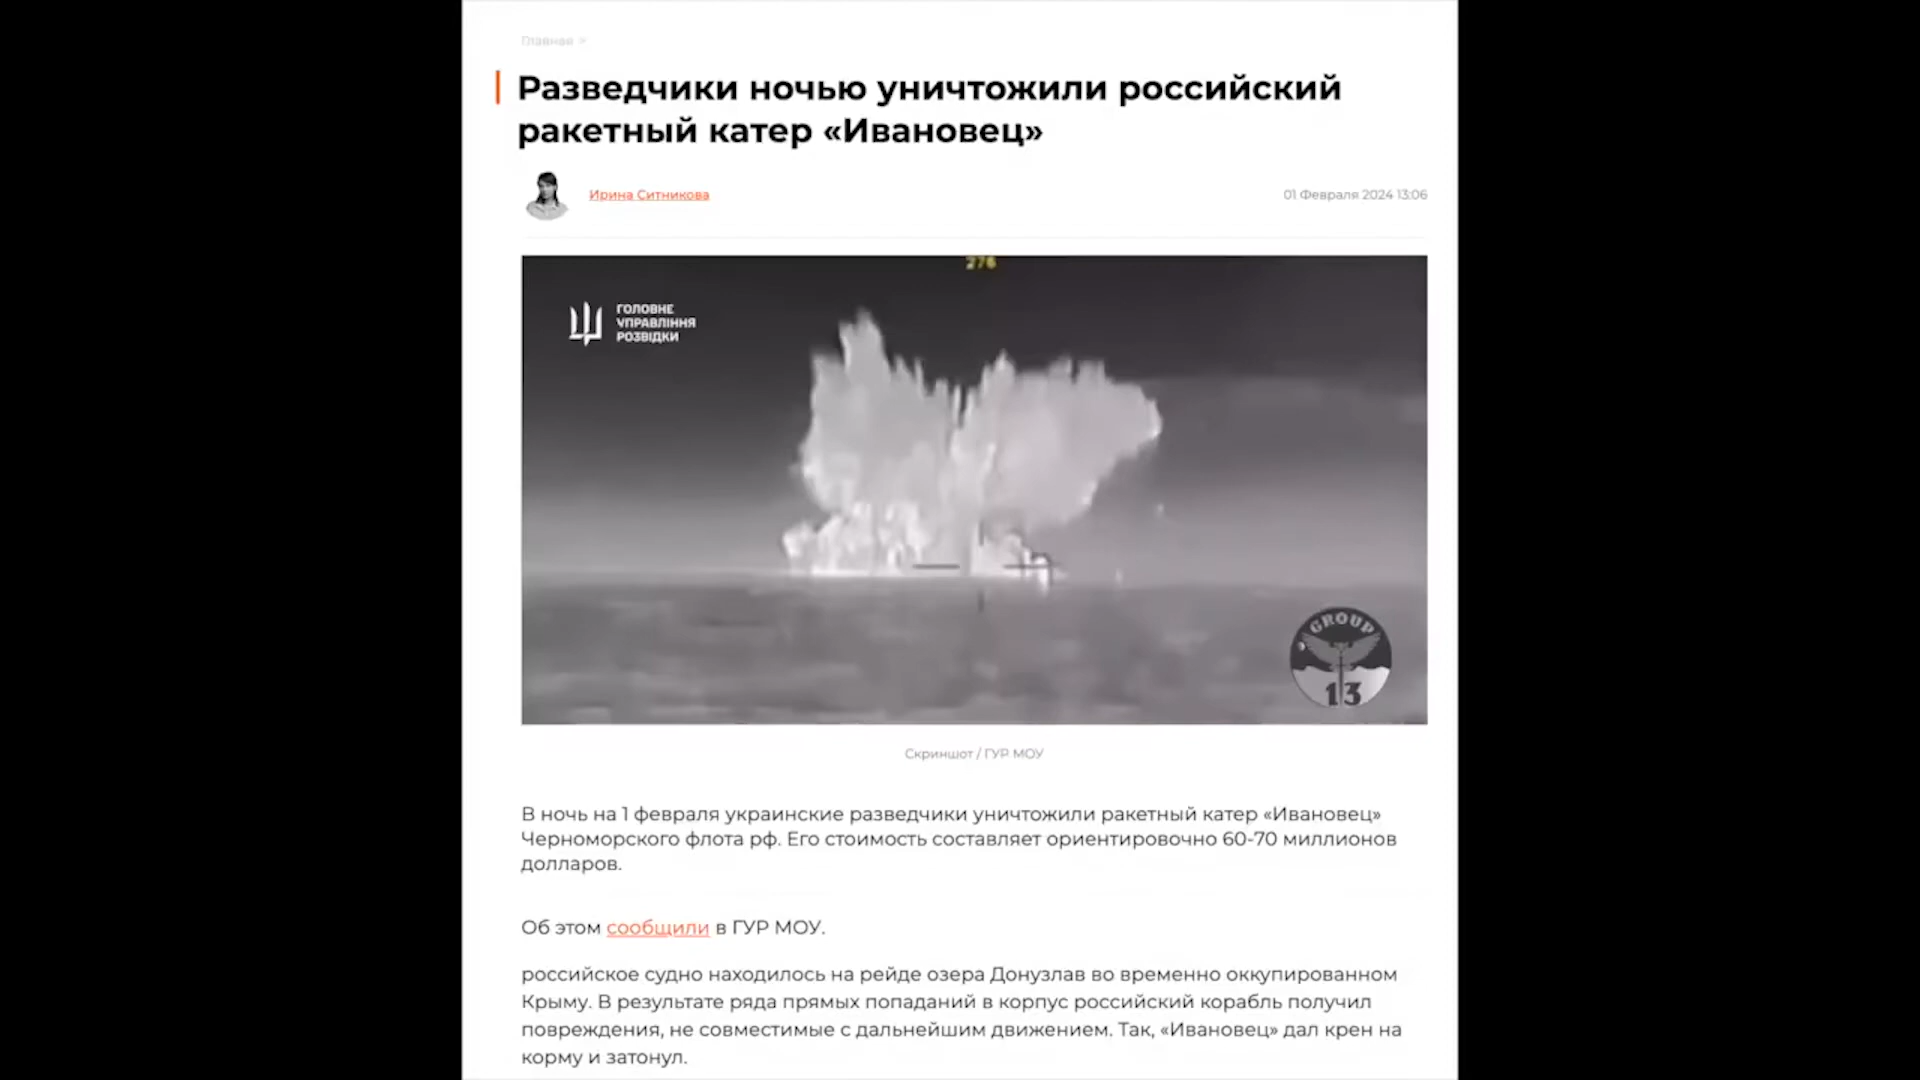 Главная >
Разведчики ночью уничтожили российский
ракетный катер «Ивановец»
Ирина Ситникова
01 Февраля 2024 13:06
276
ГОЛОВНЕ
УПРАВЛІННЯ
РОЗВІДКИ
GROUP
13
Скриншот / ГУР МОУ
В ночь на 1 февраля украинские разведчики уничтожили ракетный катер «Ивановец»
Черноморского флота рф. Его стоимость составляет ориентировочно 60-70 миллионов
долларов.
Об этом сообщили в ГУР МОУ.
российское судно находилось на рейде озера Донузлав во временно оккупированном
Крыму. В результате ряда прямых попаданий в корпус российский корабль получил
повреждения, не совместимые с дальнейшим движением. Так, «Ивановец» дал крен на
корму и затонул.